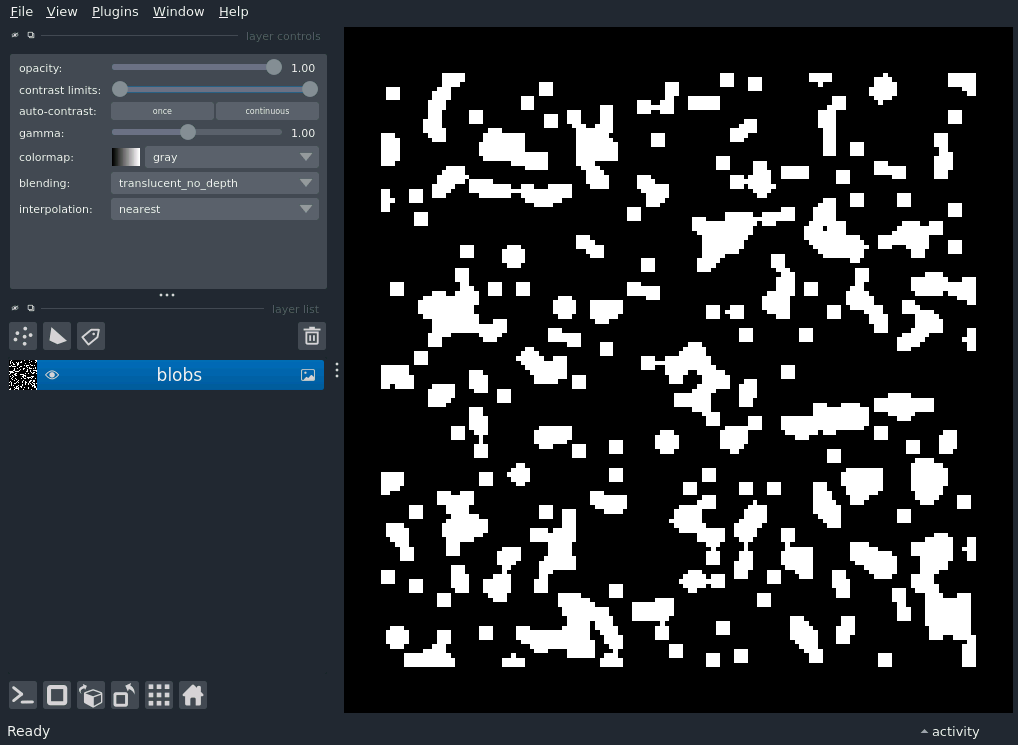 File View Plugins Window Help
layer controls
opacity: 1.00
contrast limits:
auto-contrast: once continuous
gamma: 1.00
colormap: gray
blending: translucent_no_depth
interpolation: nearest
layer list
blobs
Ready activity